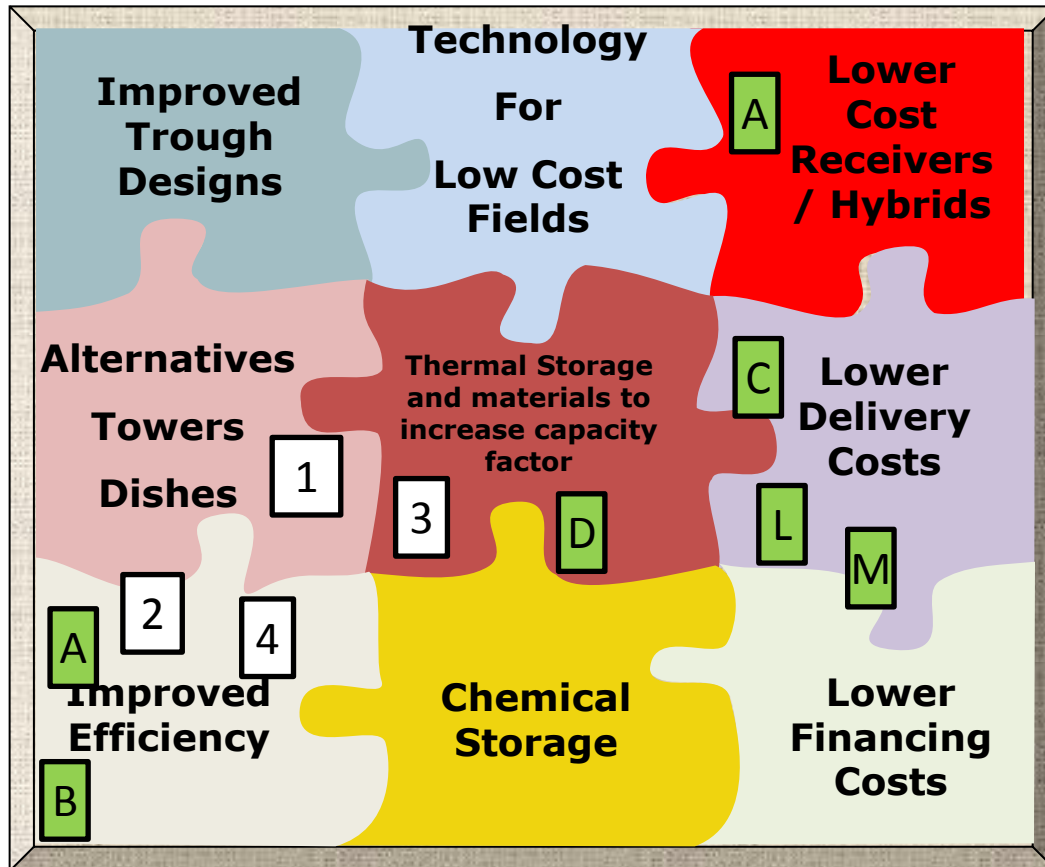 Improved
Trough
Designs
Technology
For
Low Cost
Fields
A
Lower
Cost
Receivers
/ Hybrids
Alternatives
Towers
Dishes
1
Thermal Storage
and materials to
increase capacity
factor
3
D
C
Lower
Delivery
Costs
L
M
2
4
A
Improved
Efficiency
B
Chemical
Storage
Lower
Financing
Costs